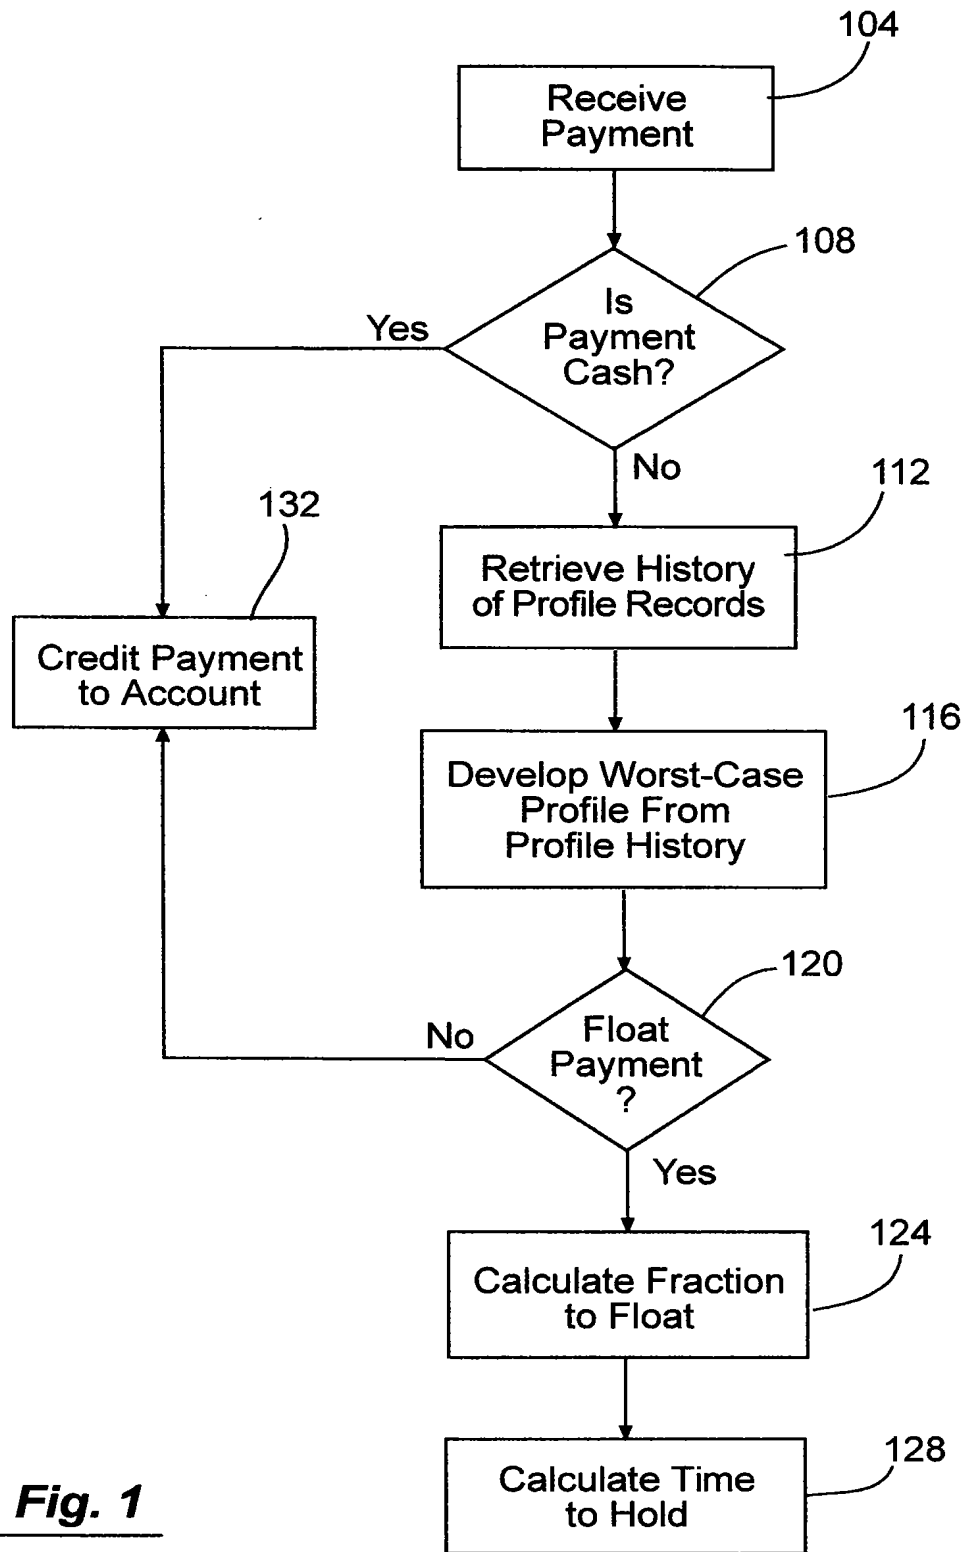 104
Receive
Payment
108
Is
Payment
Cash?
Yes
No
112
132
Retrieve History
of Profile Records
Credit Payment
to Account
116
Develop Worst-Case
Profile From
Profile History
120
Float
Payment
?
No
Yes
124
Calculate Fraction
to Float
128
Calculate Time
to Hold
Fig. 1